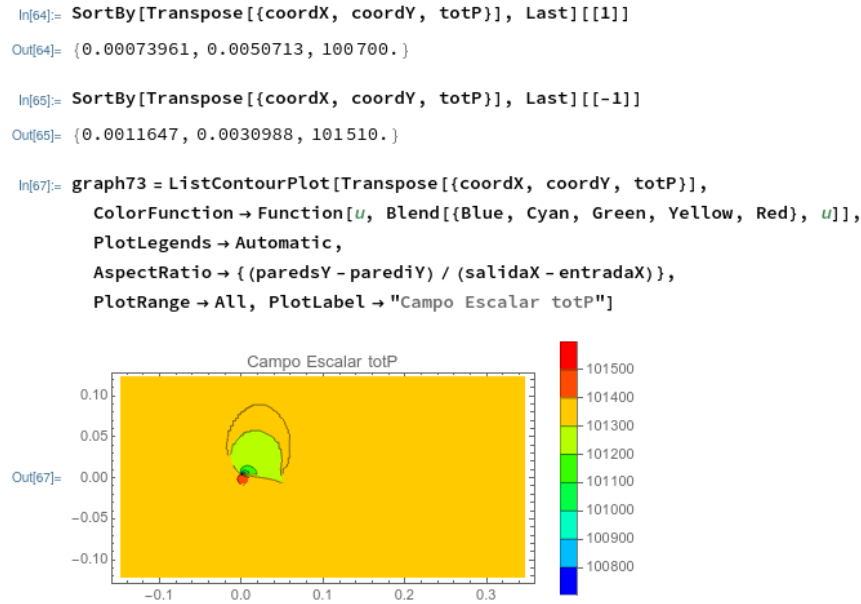 In[64]:= SortBy[Transpose[{coordX, coordY, totP}], Last][[1]]
Out[64]= {0.00073961, 0.0050713, 100700.}
In[65]:= SortBy[Transpose[{coordX, coordY, totP}], Last][[-1]]
Out[65]= {0.0011647, 0.0030988, 101510.}
In[67]:= graph73 = ListContourPlot[Transpose[{coordX, coordY, totP}],
ColorFunction → Function[u, Blend[{Blue, Cyan, Green, Yellow, Red}, u]],
PlotLegends → Automatic,
AspectRatio → {(paredsY - parediY) / (salidaX - entradaX)},
PlotRange → All, PlotLabel → "Campo Escalar totP"]
Campo Escalar totP
Out[67]=
0.10
0.05
0.00
-0.05
-0.10
-0.1 0.0 0.1 0.2 0.3
101500
101400
101300
101200
101100
101000
100900
100800